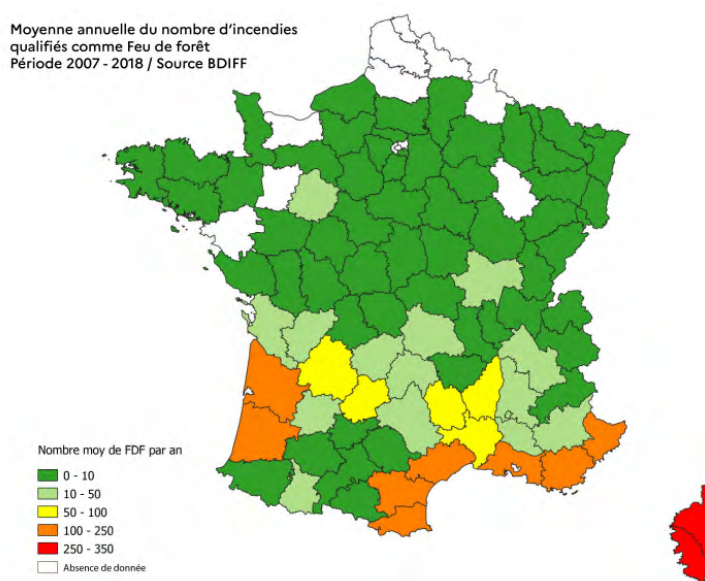 Moyenne annuelle du nombre d'incendies
qualifiés comme Feu de forêt
Période 2007 - 2018 / Source BDIFF
Nombre moy de FDF par an
0 - 10
10 - 50
50 - 100
100 - 250
250 - 350
Absence de donnée